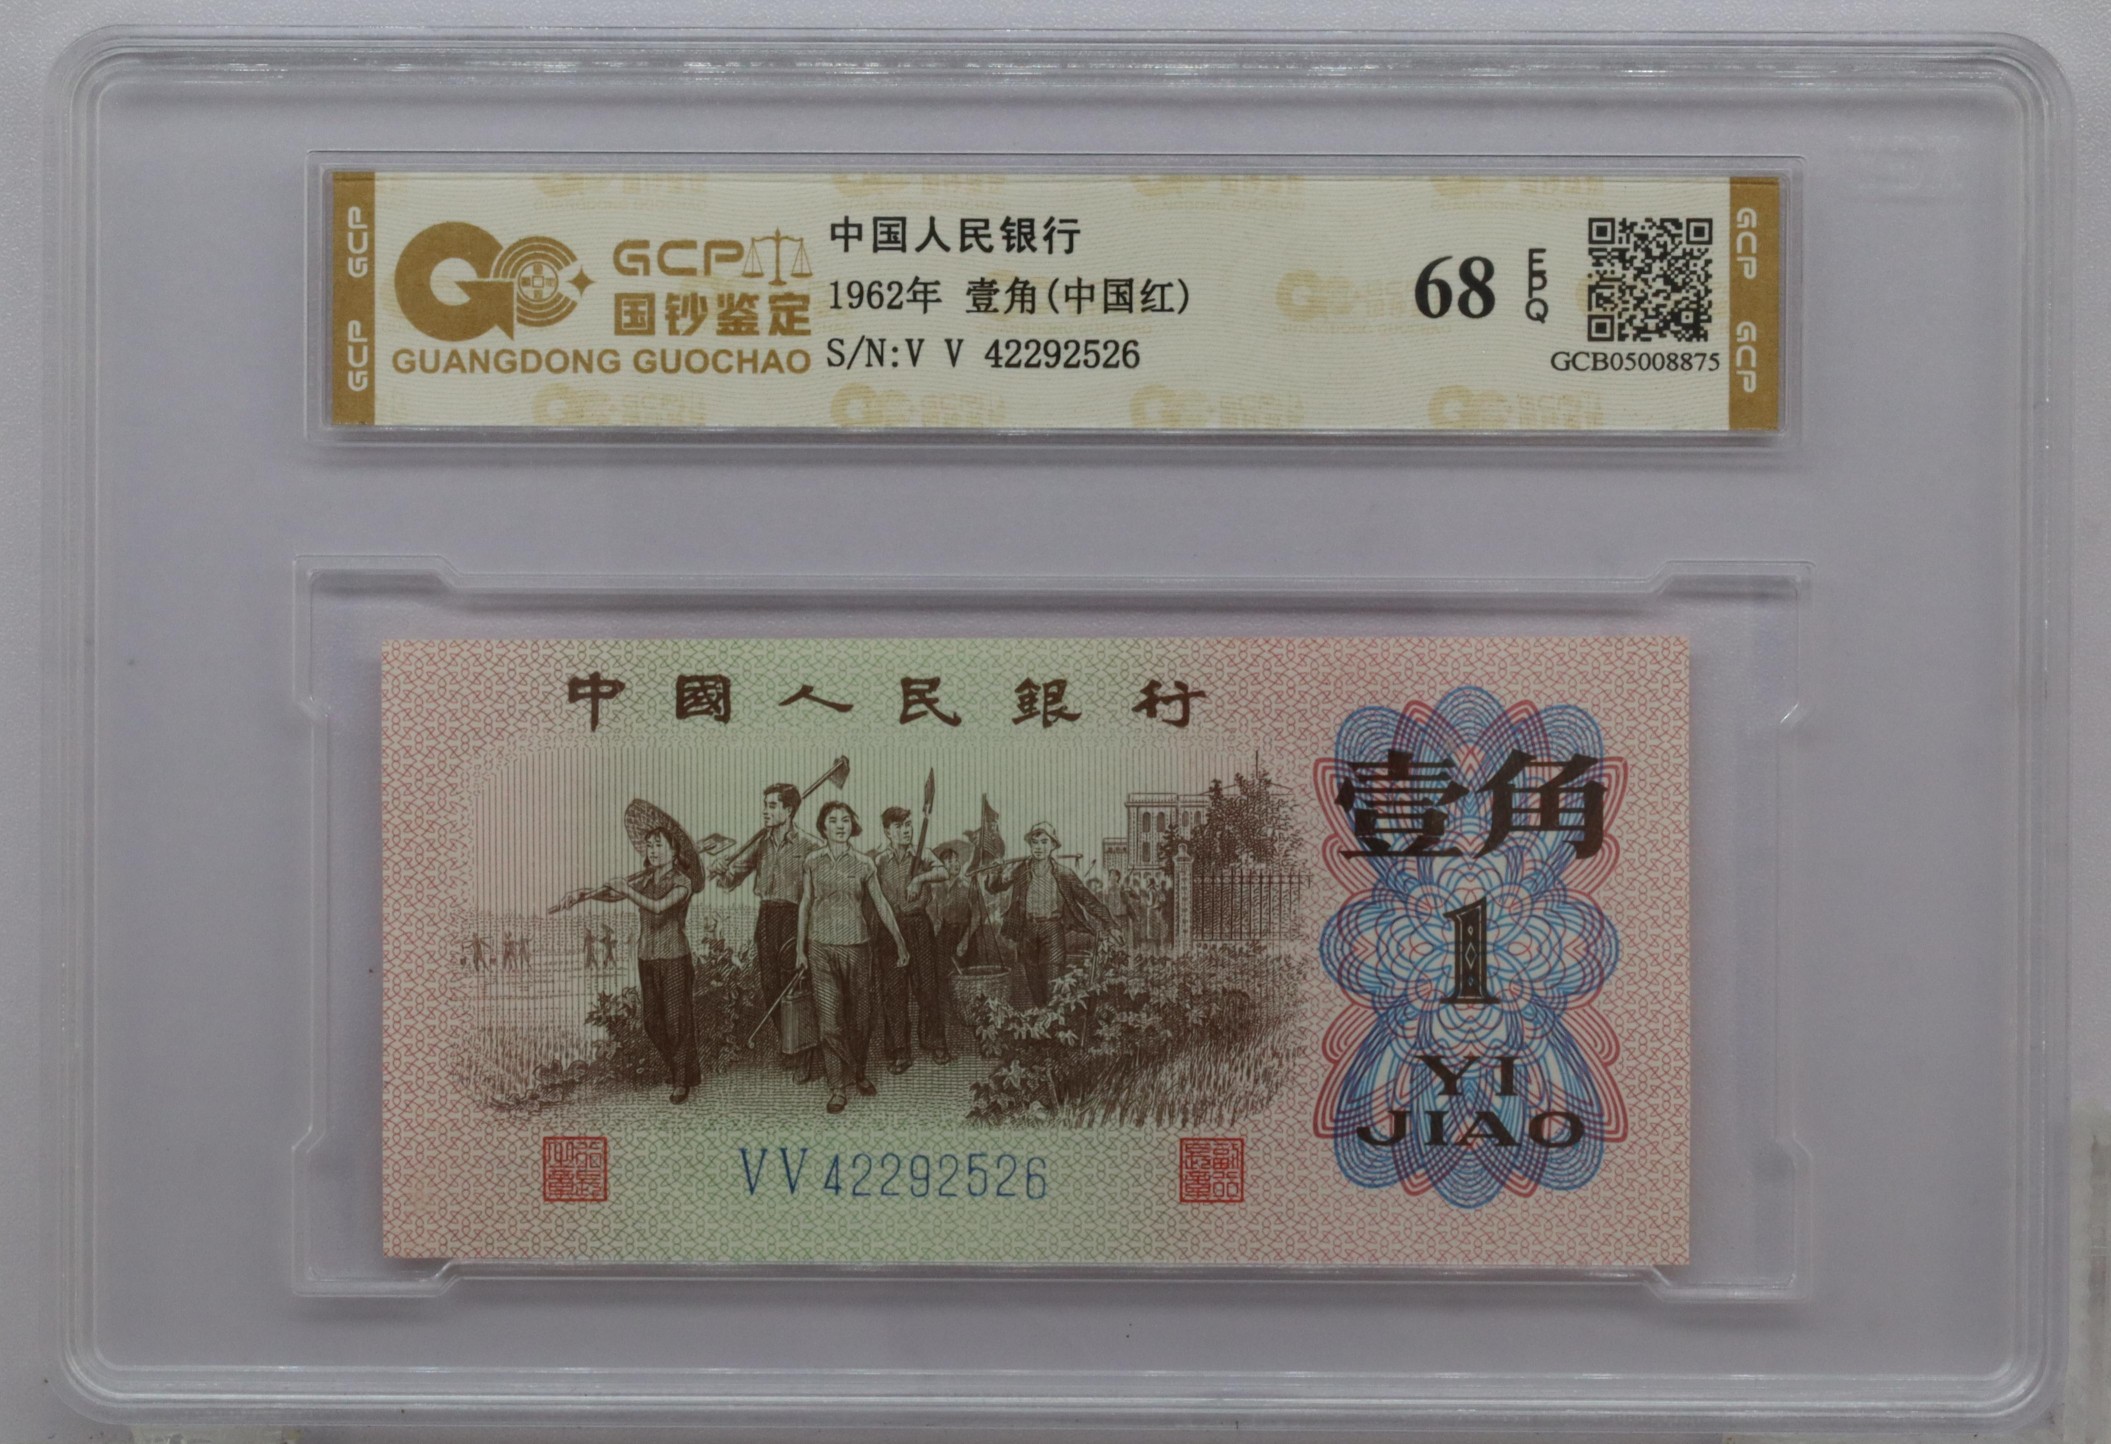 GCP
GCP
GCP
国钞鉴定
GUANGDONG GUOCHAO
中国人民银行
1962年 壹角(中国红)
S/N:V V 42292526
68
EPQ
GCB05008875
GCP
GCP
中國人民銀行
壹角
1
YI
JIAO
VV42292526